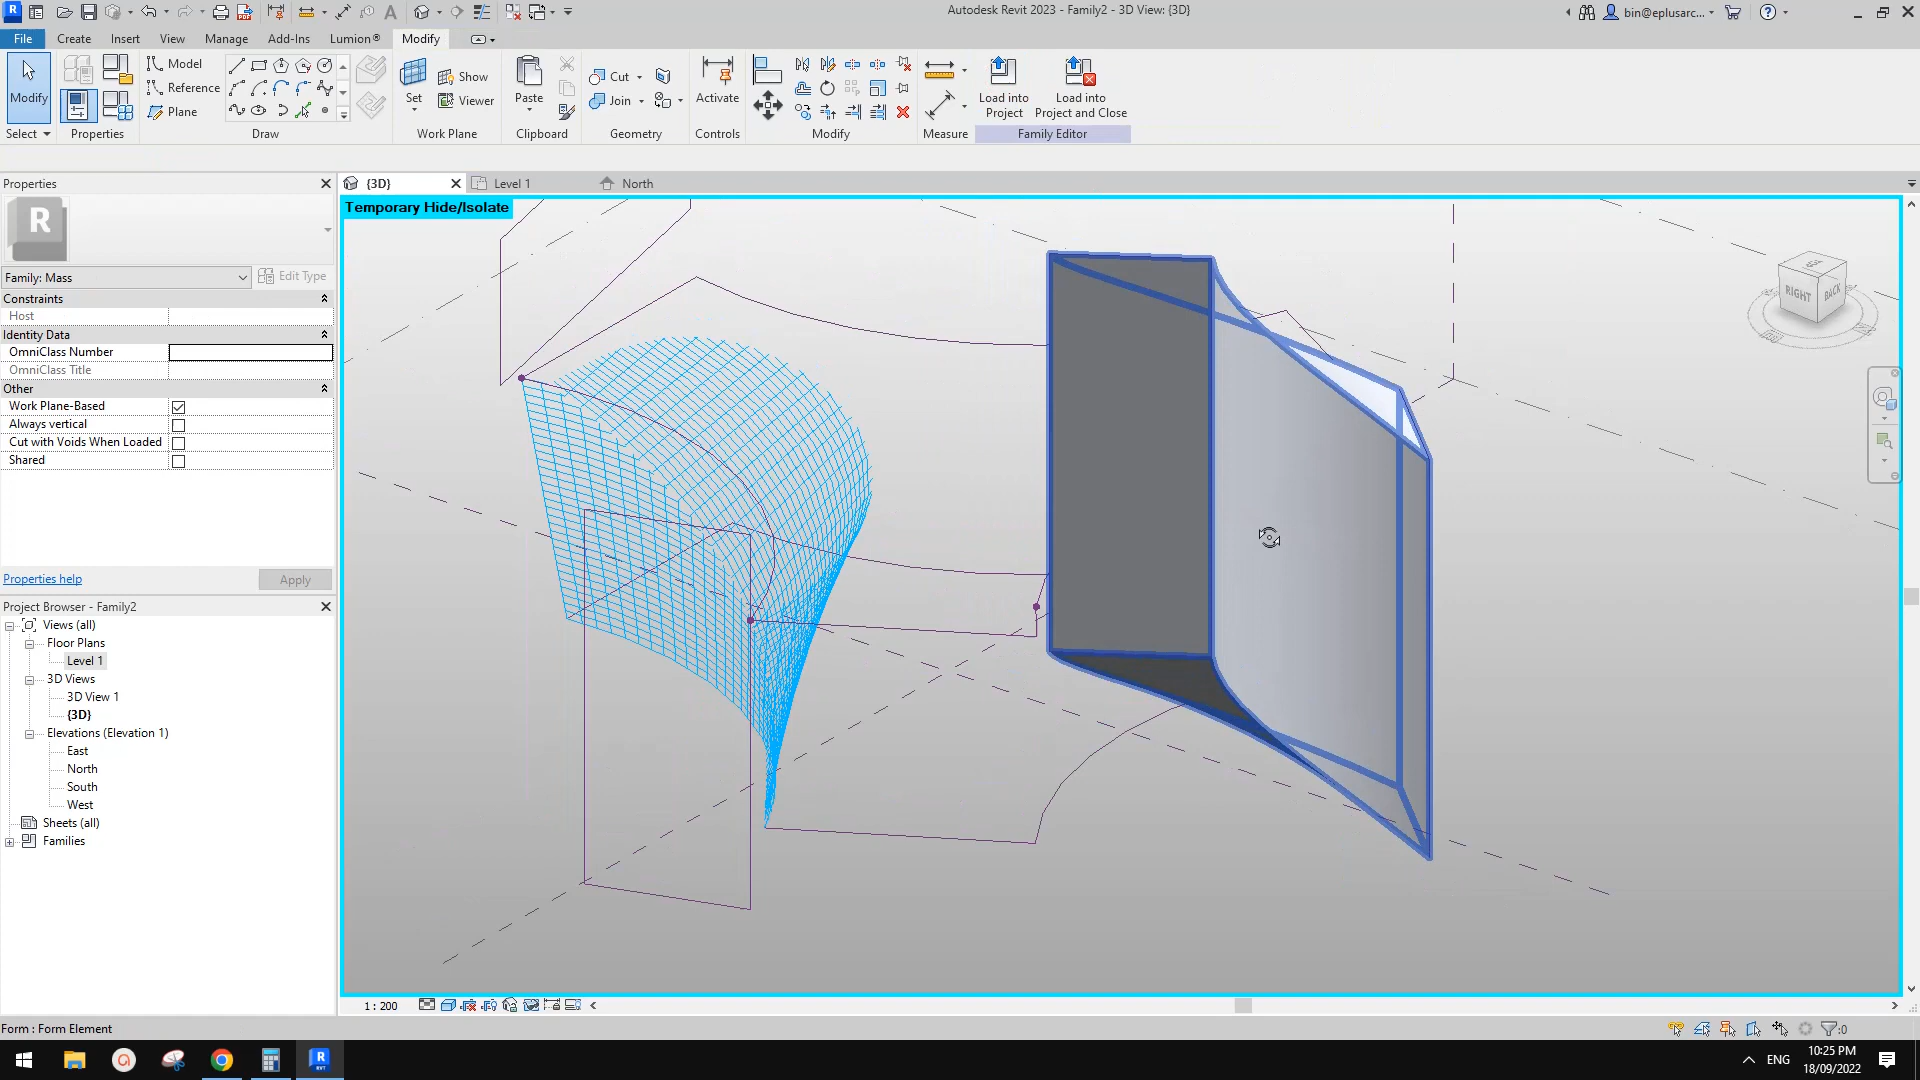 Autodesk Revit 2023 - Family2 - 3D View: {3D}
bin@eplusarc...
File
Create
Insert
View
Manage
Add-Ins
Lumion®
Modify
Modify
Model
Reference
Plane
Set
Show
Viewer
Paste
Cut
Join
Activate
Load into
Project
Load into
Project and Close
Select
Properties
Draw
Work Plane
Clipboard
Geometry
Controls
Modify
Measure
Family Editor
Properties
{3D}
Level 1
North
Temporary Hide/Isolate
R
Family: Mass
Edit Type
Constraints
Host
Identity Data
OmniClass Number
OmniClass Title
Other
Work Plane-Based
Always vertical
Cut with Voids When Loaded
Shared
Properties help
Apply
Project Browser - Family2
Views (all)
Floor Plans
Level 1
3D Views
3D View 1
{3D}
Elevations (Elevation 1)
East
North
South
West
Sheets (all)
Families
RIGHT
BACK
1 : 200
Form : Form Element
:0
ENG
10:25 PM
18/09/2022